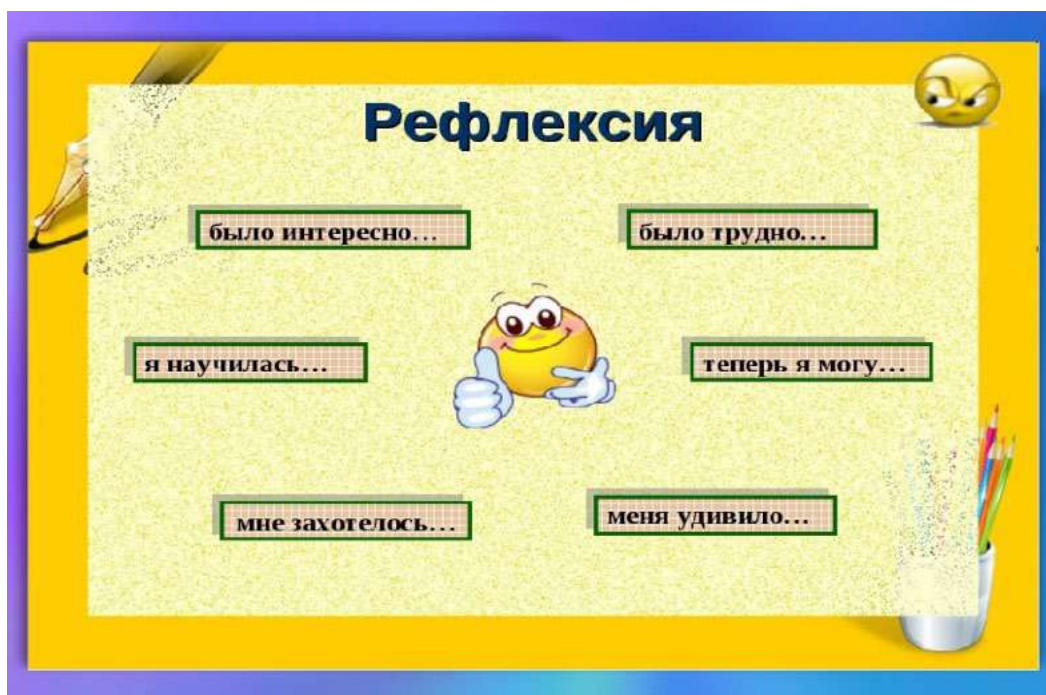 Рефлексия
было интересно…
было трудно…
я научилась…
теперь я могу…
мне захотелось…
меня удивило…